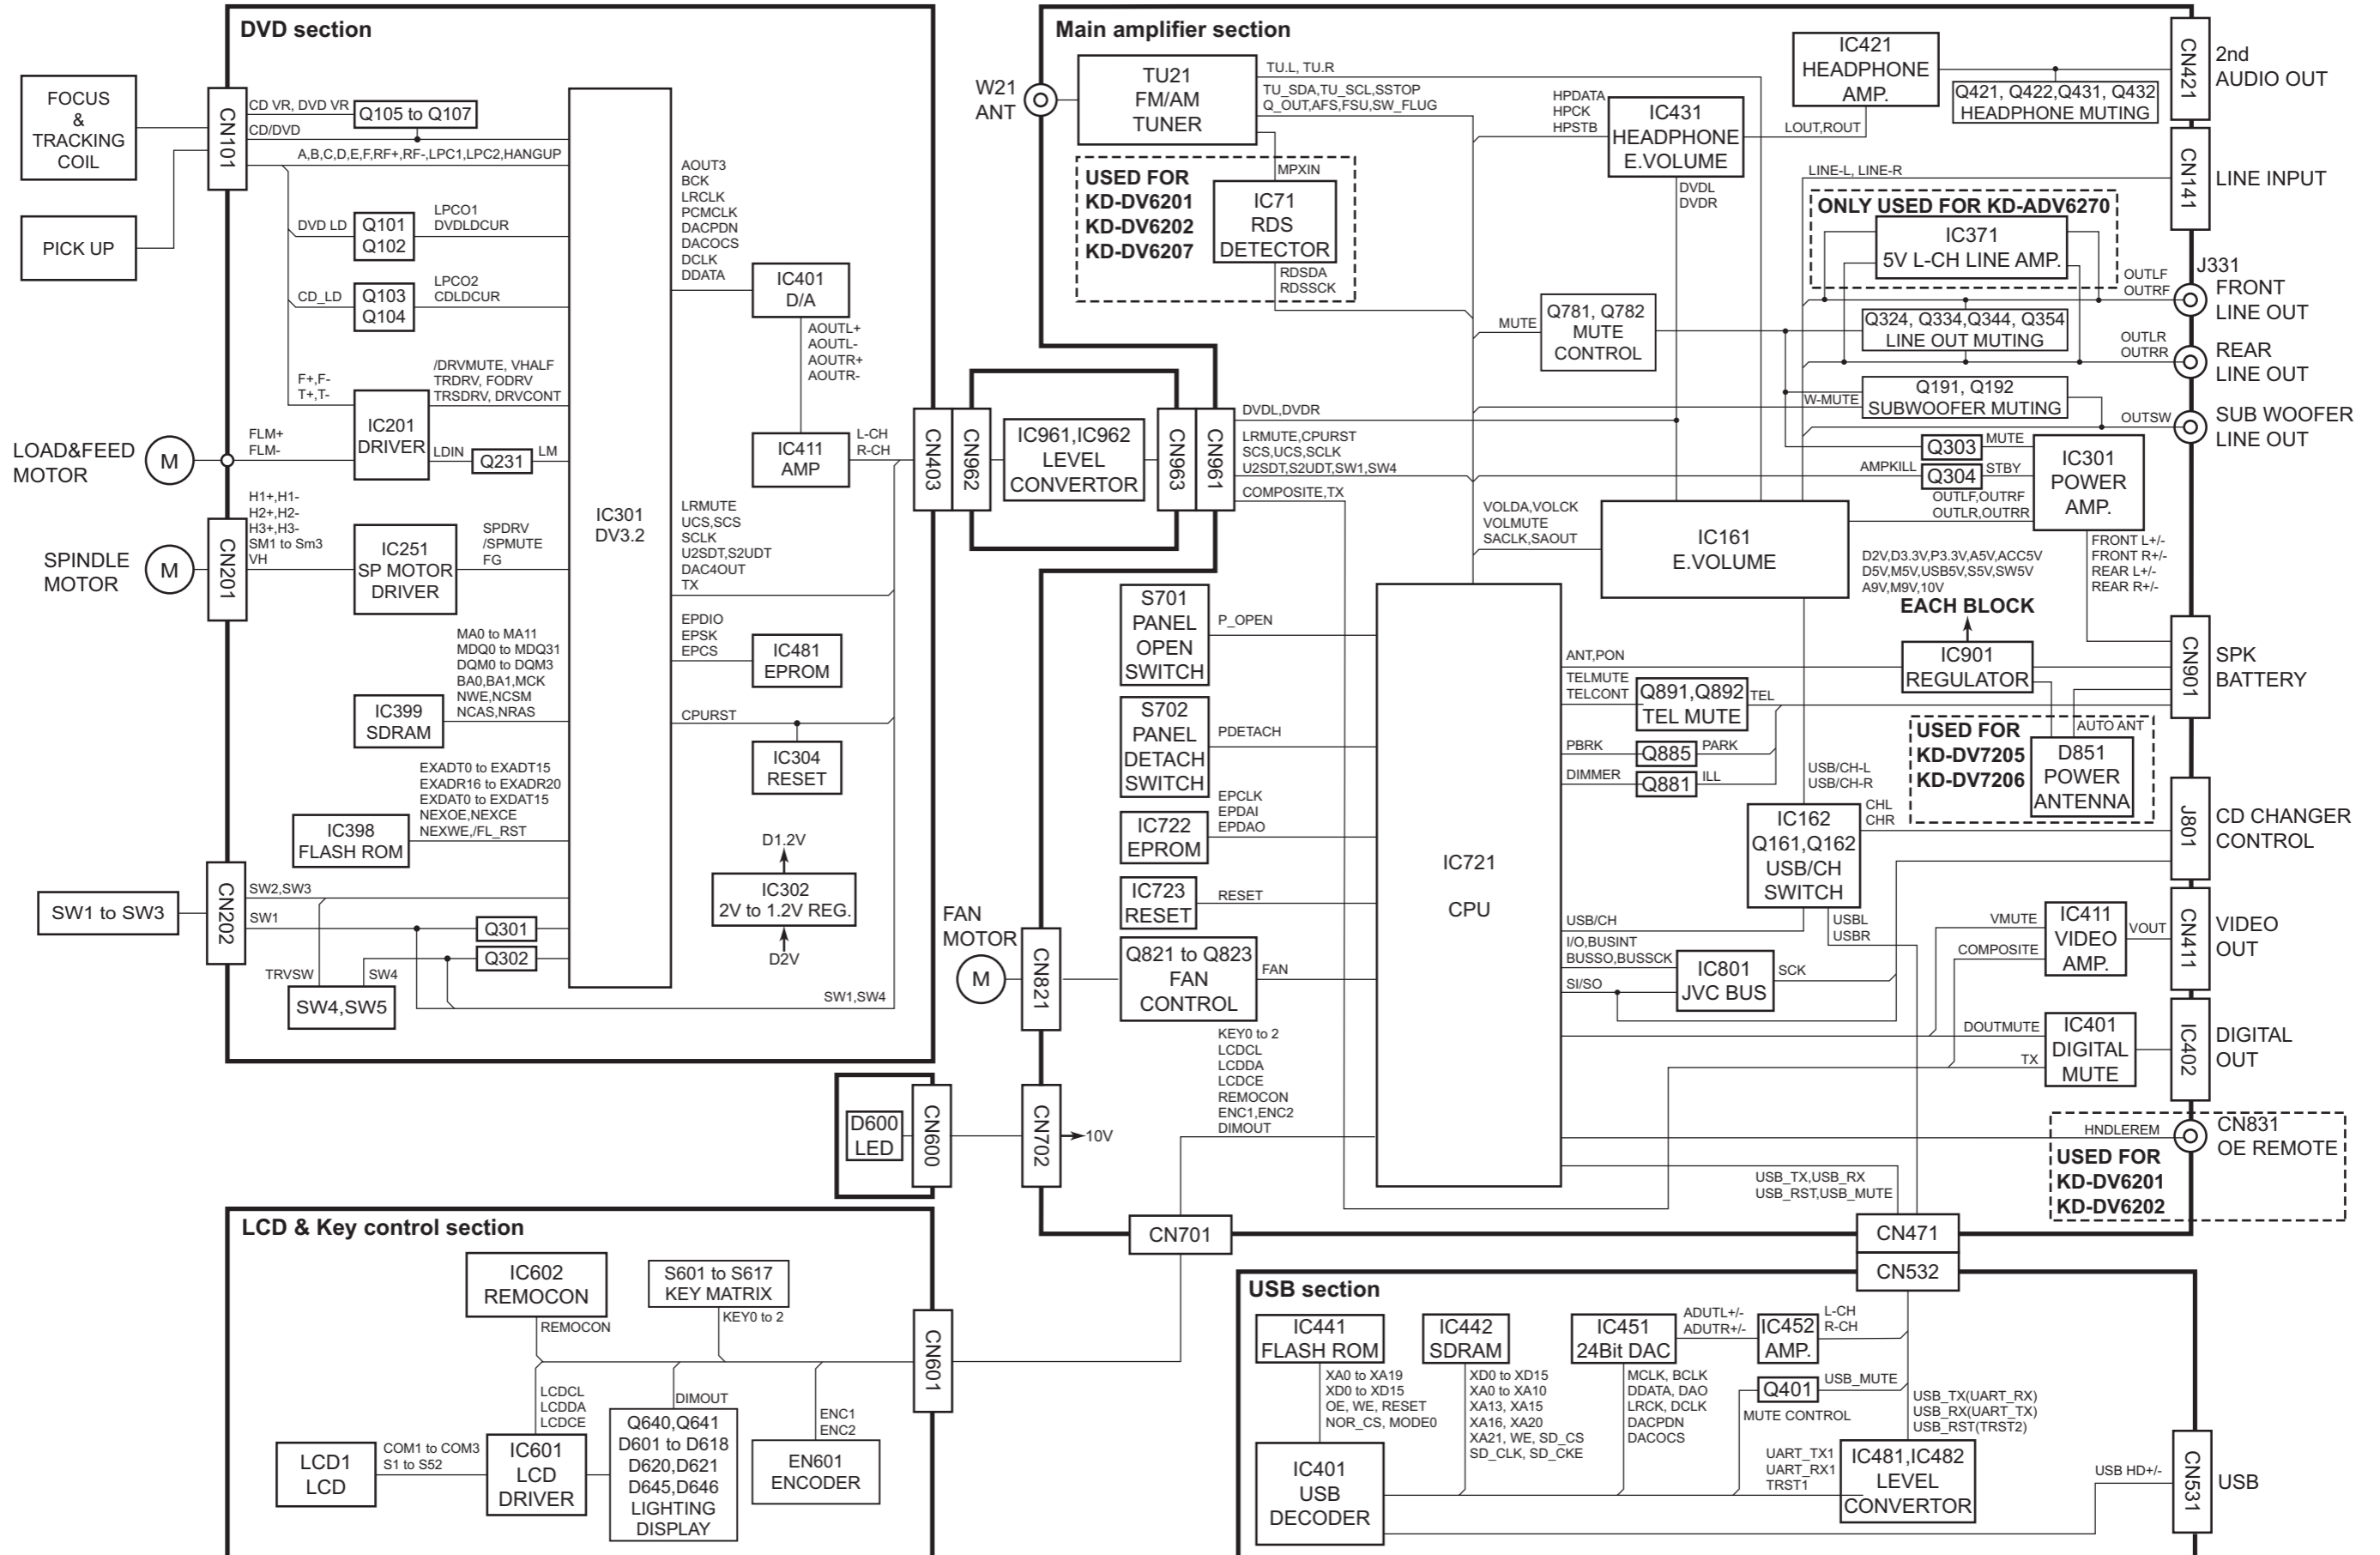 DVD section
FOCUS
&
TRACKING
COIL
PICK UP
CN101
CD VR, DVD VR
Q105 to Q107
CD/DVD
A,B,C,D,E,F,RF+,RF-,LPC1,LPC2,HANGUP
DVD LD
Q101
Q102
LPCO1
DVDLDCUR
CD_LD
Q103
Q104
LPCO2
CDLDCUR
F+,F-
T+,T-
IC201
DRIVER
/DRVMUTE, VHALF
TRDRV, FODRV
TRSDRV, DRVCONT
LOAD&FEED
MOTOR
M
FLM+
FLM-
LDIN
Q231
LM
SPINDLE
MOTOR
M
CN201
H1+,H1-
H2+,H2-
H3+,H3-
SM1 to Sm3
VH
IC251
SP MOTOR
DRIVER
SPDRV
/SPMUTE
FG
MA0 to MA11
MDQ0 to MDQ31
DQM0 to DQM3
BA0,BA1,MCK
NWE,NCSM
NCAS,NRAS
IC399
SDRAM
EXADT0 to EXADT15
EXADR16 to EXADR20
EXDAT0 to EXDAT15
NEXOE,NEXCE
NEXWE,/FL_RST
IC398
FLASH ROM
SW1 to SW3
CN202
SW2,SW3
SW1
Q301
Q302
TRVSW
SW4
SW4,SW5
IC301
DV3.2
AOUT3
BCK
LRCLK
PCMCLK
DACPDN
DACOCS
DCLK
DDATA
IC401
D/A
AOUTL+
AOUTL-
AOUTR+
AOUTR-
IC411
AMP
L-CH
R-CH
LRMUTE
UCS,SCS
SCLK
U2SDT,S2UDT
DAC4OUT
TX
EPDIO
EPSK
EPCS
IC481
EPROM
CPURST
IC304
RESET
D1.2V
IC302
2V to 1.2V REG.
D2V
SW1,SW4
CN403
CN962
IC961,IC962
LEVEL
CONVERTOR
CN963
CN961
Main amplifier section
W21
ANT
TU21
FM/AM
TUNER
TU.L, TU.R
TU_SDA,TU_SCL,SSTOP
Q_OUT,AFS,FSU,SW_FLUG
USED FOR
KD-DV6201
KD-DV6202
KD-DV6207
MPXIN
IC71
RDS
DETECTOR
RDSDA
RDSSCK
HPDATA
HPCK
HPSTB
IC431
HEADPHONE
E.VOLUME
DVDL
DVDR
IC421
HEADPHONE
AMP.
LOUT,ROUT
Q421, Q422,Q431, Q432
HEADPHONE MUTING
CN421
2nd
AUDIO OUT
CN141
LINE INPUT
LINE-L, LINE-R
ONLY USED FOR KD-ADV6270
IC371
5V L-CH LINE AMP.
OUTLF
OUTRF
J331
FRONT
LINE OUT
MUTE
Q781, Q782
MUTE
CONTROL
Q324, Q334,Q344, Q354
LINE OUT MUTING
OUTLR
OUTRR
REAR
LINE OUT
W-MUTE
Q191, Q192
SUBWOOFER MUTING
OUTSW
SUB WOOFER
LINE OUT
DVDL,DVDR
LRMUTE,CPURST
SCS,UCS,SCLK
U2SDT,S2UDT,SW1,SW4
COMPOSITE,TX
Q303
MUTE
AMPKILL
Q304
STBY
IC301
POWER
AMP.
OUTLF,OUTRF
OUTLR,OUTRR
VOLDA,VOLCK
VOLMUTE
SACLK,SAOUT
IC161
E.VOLUME
FRONT L+/-
FRONT R+/-
REAR L+/-
REAR R+/-
D2V,D3.3V,P3.3V,A5V,ACC5V
D5V,M5V,USB5V,S5V,SW5V
A9V,M9V,10V
EACH BLOCK
IC901
REGULATOR
CN901
SPK
BATTERY
S701
PANEL
OPEN
SWITCH
P_OPEN
S702
PANEL
DETACH
SWITCH
PDETACH
IC722
EPROM
EPCLK
EPDAI
EPDAO
IC723
RESET
RESET
FAN
MOTOR
M
CN821
Q821 to Q823
FAN
CONTROL
FAN
IC721
CPU
ANT,PON
TELMUTE
TELCONT
Q891,Q892
TEL MUTE
TEL
PBRK
Q885
PARK
DIMMER
Q881
ILL
USED FOR
KD-DV7205
KD-DV7206
AUTO ANT
D851
POWER
ANTENNA
USB/CH-L
USB/CH-R
IC162
Q161,Q162
USB/CH
SWITCH
CHL
CHR
J801
CD CHANGER
CONTROL
USB/CH
USBL
USBR
I/O,BUSINT
BUSSO,BUSSCK
SI/SO
IC801
JVC BUS
SCK
VMUTE
COMPOSITE
IC411
VIDEO
AMP.
VOUT
CN411
VIDEO
OUT
DOUTMUTE
TX
IC401
DIGITAL
MUTE
IC402
DIGITAL
OUT
HNDLEREM
CN831
OE REMOTE
USED FOR
KD-DV6201
KD-DV6202
USB_TX,USB_RX
USB_RST,USB_MUTE
KEY0 to 2
LCDCL
LCDDA
LCDCE
REMOCON
ENC1,ENC2
DIMOUT
D600
LED
CN600
CN702
10V
CN701
CN471
CN532
LCD & Key control section
IC602
REMOCON
REMOCON
S601 to S617
KEY MATRIX
KEY0 to 2
CN601
LCDCL
LCDDA
LCDCE
DIMOUT
ENC1
ENC2
LCD1
LCD
COM1 to COM3
S1 to S52
IC601
LCD
DRIVER
Q640,Q641
D601 to D618
D620,D621
D645,D646
LIGHTING
DISPLAY
EN601
ENCODER
USB section
IC441
FLASH ROM
XA0 to XA19
XD0 to XD15
OE, WE, RESET
NOR_CS, MODE0
IC442
SDRAM
XD0 to XD15
XA0 to XA10
XA13, XA15
XA16, XA20
XA21, WE, SD_CS
SD_CLK, SD_CKE
IC451
24Bit DAC
MCLK, BCLK
DDATA, DAO
LRCK, DCLK
DACPDN
DACOCS
ADUTL+/-
ADUTR+/-
IC452
AMP.
L-CH
R-CH
Q401
USB_MUTE
MUTE CONTROL
USB_TX(UART_RX)
USB_RX(UART_TX)
USB_RST(TRST2)
IC401
USB
DECODER
UART_TX1
UART_RX1
TRST1
IC481,IC482
LEVEL
CONVERTOR
USB HD+/-
CN531
USB